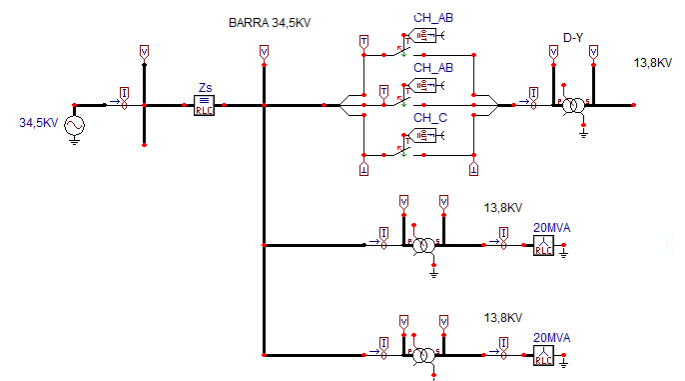 CH_AB
BARRA 34,5KV
D-Y
T
V
V
V
V
13,8KV
CH_AB
I
Zs
T
I
RLC
P
S
34,5KV
CH_C
T
T
V
V
13,8KV
20MVA
I
I
P
S
RLC
V
V
13,8KV
20MVA
I
I
P
S
RLC